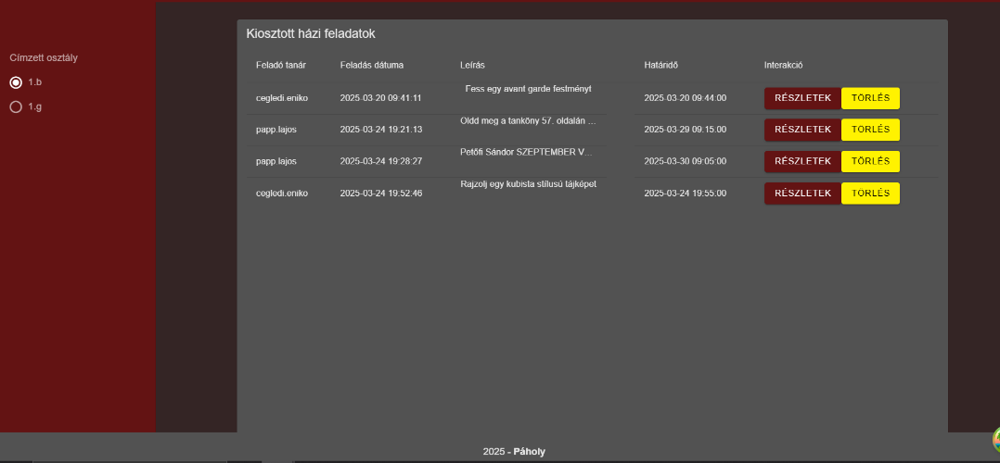 Kiosztott házi feladatok
Címzett osztály
1.b
1.g
Feladó tanár Feladás dátuma Leírás Határidő Interakció
cegledi.eniko 2025-03-20 09:41:11 Fess egy avant garde festményt 2025-03-20 09:44:00 RÉSZLETEK TÖRLÉS
papp.lajos 2025-03-24 19:21:13 Oldd meg a tanköny 57. oldalán ... 2025-03-29 09:15:00 RÉSZLETEK TÖRLÉS
papp.lajos 2025-03-24 19:28:27 Petőfi Sándor SZEPTEMBER V... 2025-03-30 09:05:00 RÉSZLETEK TÖRLÉS
cegledi.eniko 2025-03-24 19:52:46 Rajzolj egy kubista stílusú tájképet 2025-03-24 19:55:00 RÉSZLETEK TÖRLÉS
2025 - Páholy